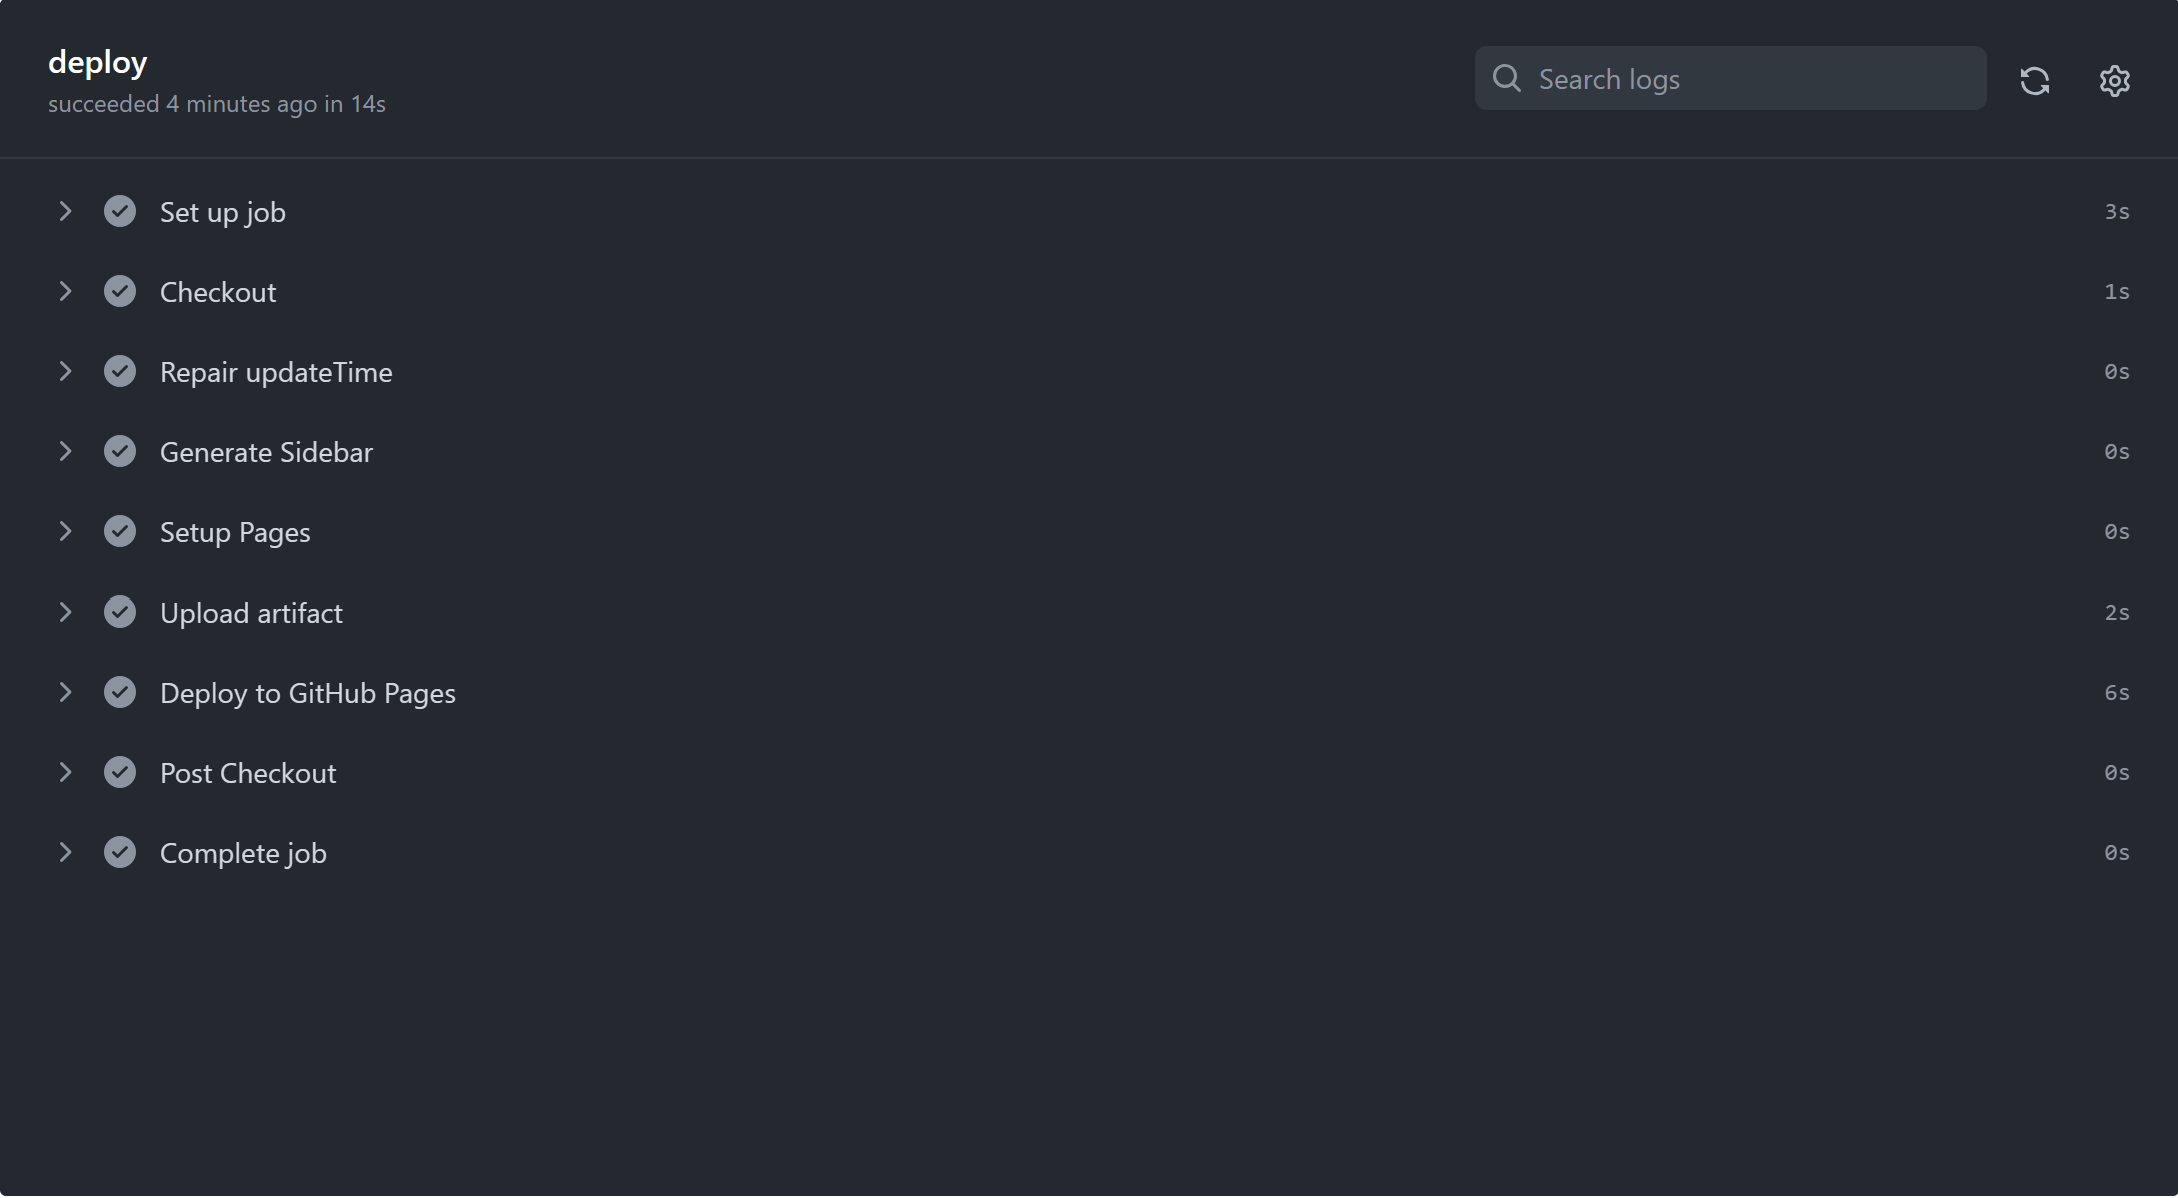 deploy
succeeded 4 minutes ago in 14s
Search logs
Set up job 3s
Checkout 1s
Repair updateTime 0s
Generate Sidebar 0s
Setup Pages 0s
Upload artifact 2s
Deploy to GitHub Pages 6s
Post Checkout 0s
Complete job 0s